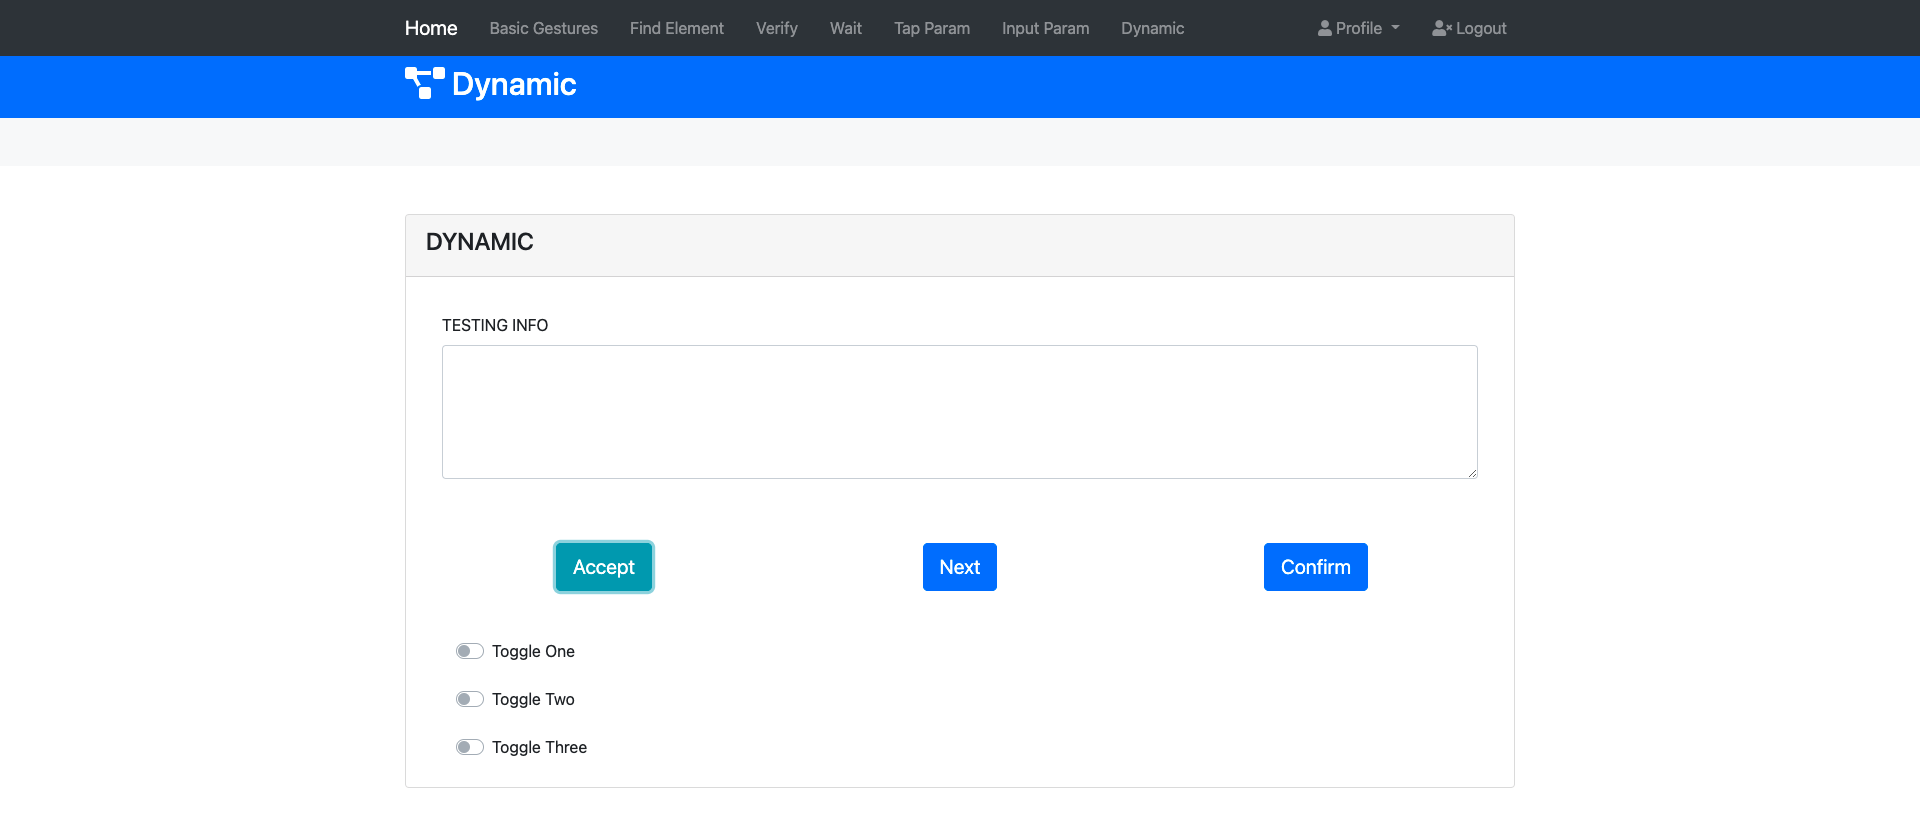 Home Basic Gestures Find Element Verify Wait Tap Param Input Param Dynamic Profile Logout
Dynamic
DYNAMIC
TESTING INFO
Accept Next Confirm
Toggle One
Toggle Two
Toggle Three